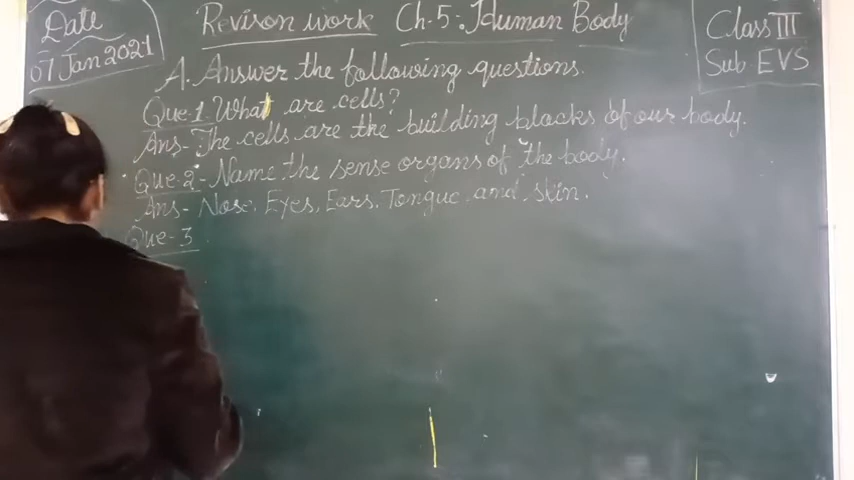 Date
07 Jan 2021
Revison work Ch-5: Human Body
Class III
Sub EVS
A. Answer the following questions.
Que-1. What are cells?
Ans- The cells are the building blocks of our body.
Que-2- Name the sense organs of the body.
Ans- Nose, Eyes, Ears, Tongue and skin.
Que-3